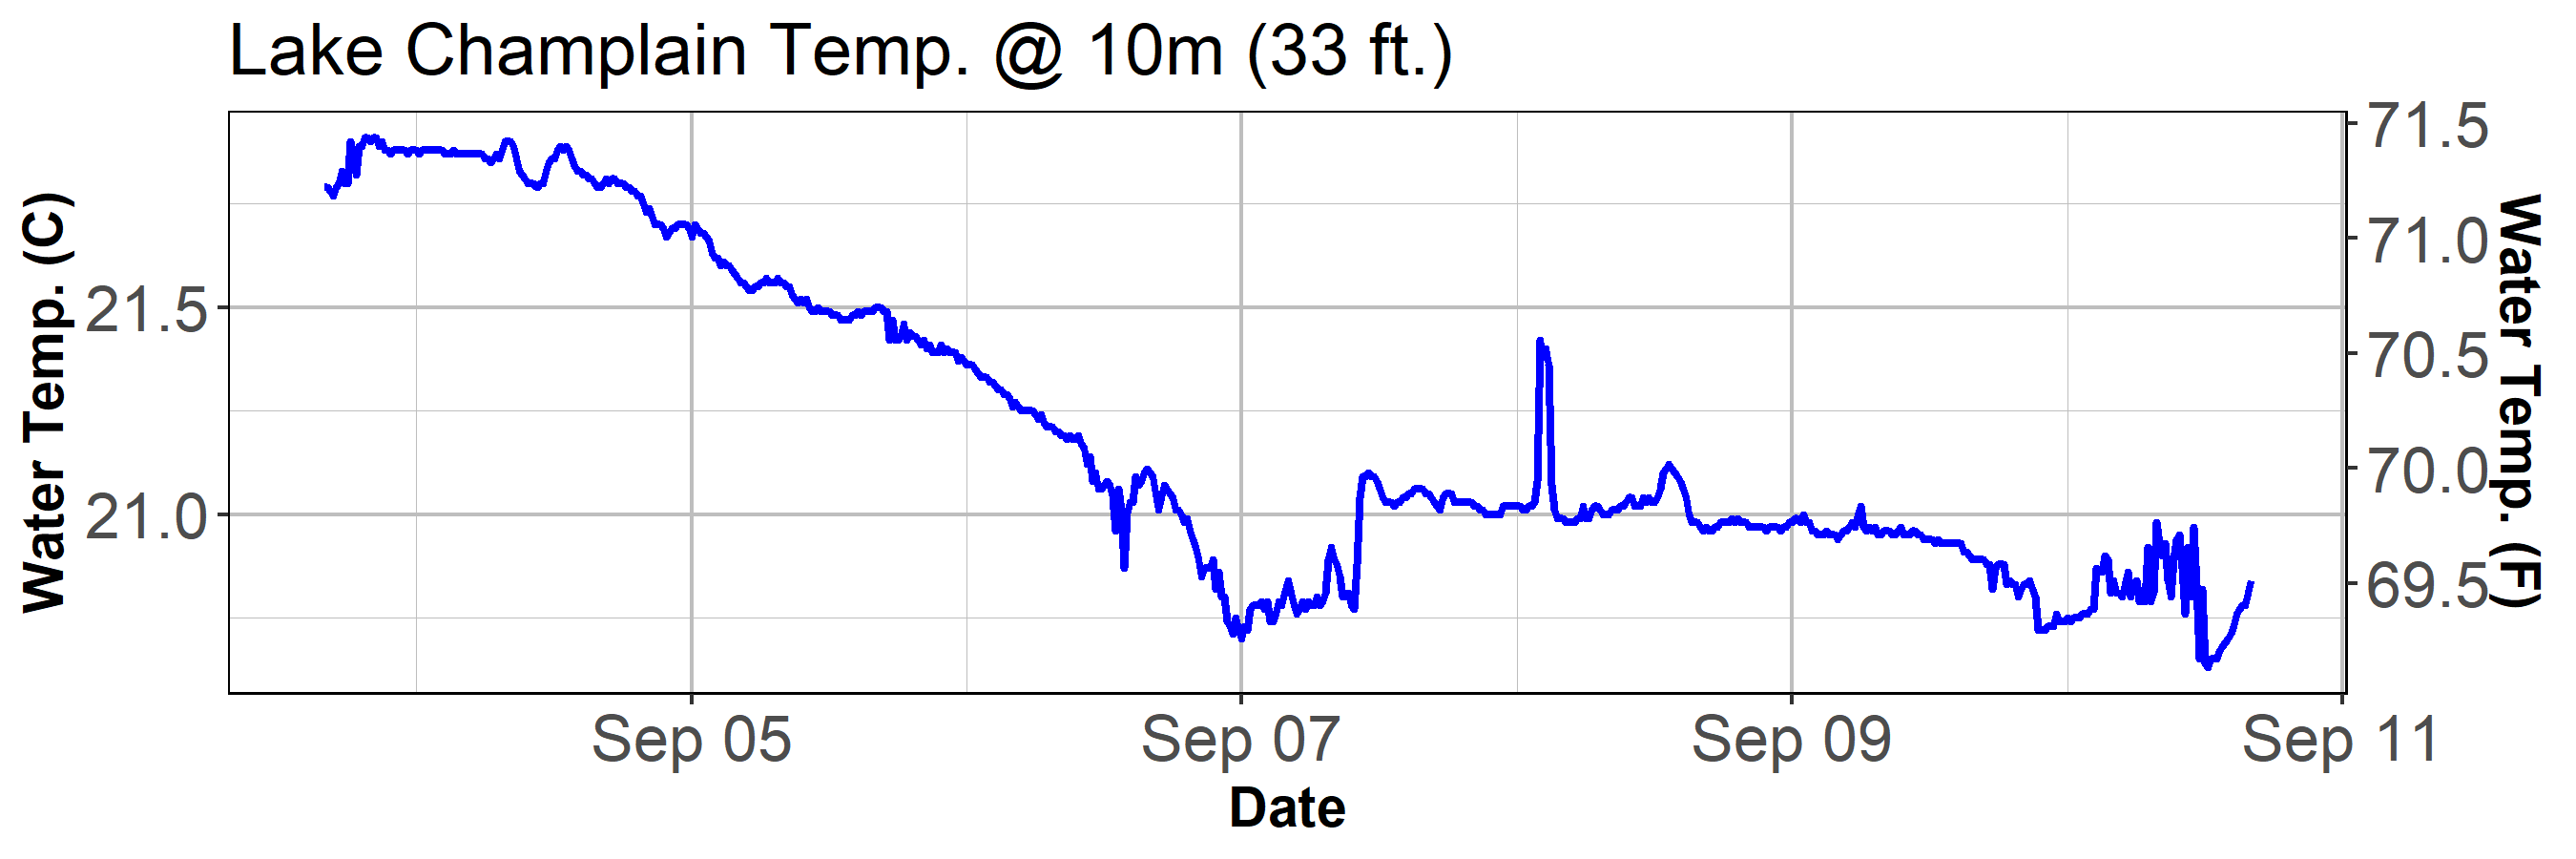 Lake Champlain Temp. @ 10m (33 ft.)
Water Temp. (C)
21.5
21.0
71.5
71.0
70.5
70.0
69.5
Water Temp. (F)
Sep 05
Sep 07
Sep 09
Sep 11
Date